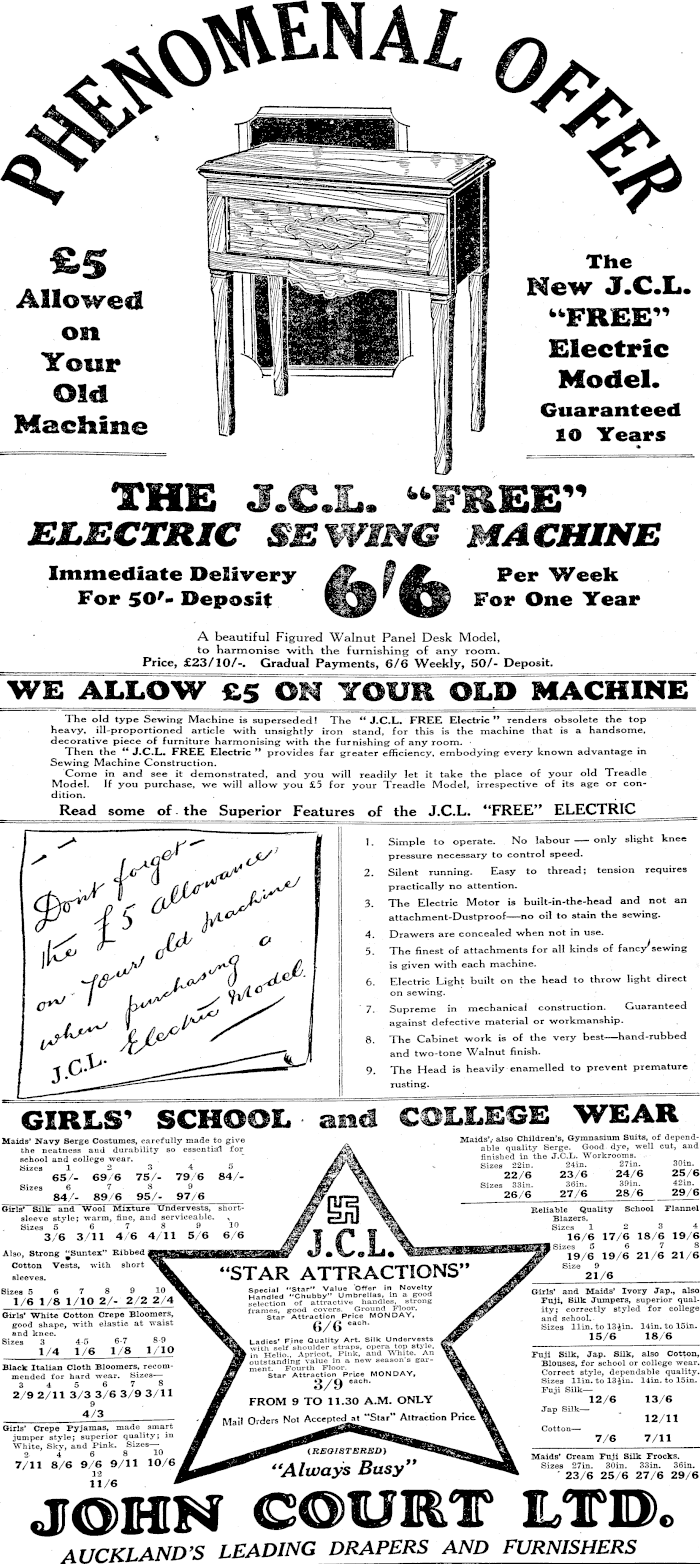 PHENOMENAL OFFER
£5
Allowed
on
Your
Old
Machine
The
New J.C.L.
"FREE"
Electric
Model.
Guaranteed
10 Years
THE J.C.L. "FREE"
ELECTRIC SEWING MACHINE
Immediate Delivery
For 50/- Deposit
6/6
Per Week
For One Year
A beautiful Figured Walnut Panel Desk Model,
to harmonise with the furnishing of any room.
Price, £23/10/-. Gradual Payments, 6/6 Weekly, 50/- Deposit.
WE ALLOW £5 ON YOUR OLD MACHINE
The old type Sewing Machine is superseded! The "J.C.L. FREE Electric" renders obsolete the top
heavy, ill-proportioned article with unsightly iron stand, for this is the machine that is a handsome,
decorative piece of furniture harmonising with the furnishing of any room.
Then the "J.C.L. FREE Electric" provides far greater efficiency, embodying every known advantage in
Sewing Machine Construction.
Come in and see it demonstrated, and you will readily let it take the place of your old Treadle
Model. If you purchase, we will allow you £5 for your Treadle Model, irrespective of its age or con-
dition.
Read some of the Superior Features of the J.C.L. "FREE" ELECTRIC
Don't forget—
the £5 allowance
on Your old Machine
when purchasing a
J.C.L. Electric Model.
1. Simple to operate. No labour — only slight knee
pressure necessary to control speed.
2. Silent running. Easy to thread; tension requires
practically no attention.
3. The Electric Motor is built-in-the-head and not an
attachment-Dustproof—no oil to stain the sewing.
4. Drawers are concealed when not in use.
5. The finest of attachments for all kinds of fancy sewing
is given with each machine.
6. Electric Light built on the head to throw light direct
on sewing.
7. Supreme in mechanical construction. Guaranteed
against defective material or workmanship.
8. The Cabinet work is of the very best—hand-rubbed
and two-tone Walnut finish.
9. The Head is heavily enamelled to prevent premature
rusting.
GIRLS' SCHOOL and COLLEGE WEAR
Maids' Navy Serge Costumes, carefully made to give
the neatness and durability so essential for
school and college wear.
Sizes 1 2 3 4 5
65/- 69/6 75/- 79/6 84/-
Sizes 6 7 8 9
84/- 89/6 95/- 97/6
Girls' Silk and Wool Mixture Undervests, short-
sleeve style; warm, fine, and serviceable.
Sizes 5 6 7 8 9 10
3/6 3/11 4/6 4/11 5/6 6/6
Also, Strong "Suntex" Ribbed
Cotton Vests, with short
sleeves.
Sizes 5 6 7 8 9 10
1/6 1/8 1/10 2/- 2/2 2/4
Girls' White Cotton Crepe Bloomers,
good shape, with elastic at waist
and knee.
Sizes 3 4-5 6-7 8-9
1/4 1/6 1/8 1/10
Black Italian Cloth Bloomers, recom-
mended for hard wear. Sizes—
3 4 5 6 7 8
2/9 2/11 3/3 3/6 3/9 3/11
9
4/3
Girls' Crepe Pyjamas, made smart
jumper style; superior quality; in
White, Sky, and Pink. Sizes—
2 4 6 8 10
7/11 8/6 9/6 9/11 10/6
12
11/6
J.C.L.
"STAR ATTRACTIONS"
Special "Star" Value Offer in Novelty
Handled "Chubby" Umbrellas, in a good
selection of attractive handles, strong
frames, good covers. Ground Floor.
Star Attraction Price MONDAY,
6/6 each.
Ladies' Fine Quality Art. Silk Undervests
with self shoulder straps, opera top style,
in Helio., Apricot, Pink, and White. An
outstanding value in a new season's gar-
ment. Fourth Floor.
Star Attraction Price MONDAY,
3/9 each.
FROM 9 TO 11.30 A.M. ONLY
Mail Orders Not Accepted at "Star" Attraction Price
(REGISTERED)
"Always Busy"
Maids', also Children's, Gymnasium Suits, of depend-
able quality Serge. Good dye, well cut, and
finished in the J.C.L. Workrooms.
Sizes 22in. 24in. 27in. 30in.
22/6 23/6 24/6 25/6
Sizes 33in. 36in. 39in. 42in.
26/6 27/6 28/6 29/6
Reliable Quality School Flannel
Blazers.
Sizes 1 2 3 4
16/6 17/6 18/6 19/6
Sizes 5 6 7 8
19/6 19/6 21/6 21/6
Size 9
21/6
Girls' and Maids' Ivory Jap., also
Fuji, Silk Jumpers, superior qual-
ity; correctly styled for college
and school.
Sizes 11in. to 13½in. 14in. to 15in.
15/6 18/6
Fuji Silk, Jap. Silk, also Cotton,
Blouses, for school or college wear.
Correct style, dependable quality.
Sizes 11in. to 13½in. 14in. to 15in.
Fuji Silk—
12/6 13/6
Jap Silk—
12/11
Cotton—
7/6 7/11
Maids' Cream Fuji Silk Frocks.
Sizes 27in. 30in. 33in. 36in.
23/6 25/6 27/6 29/6
JOHN COURT LTD.
AUCKLAND'S LEADING DRAPERS AND FURNISHERS